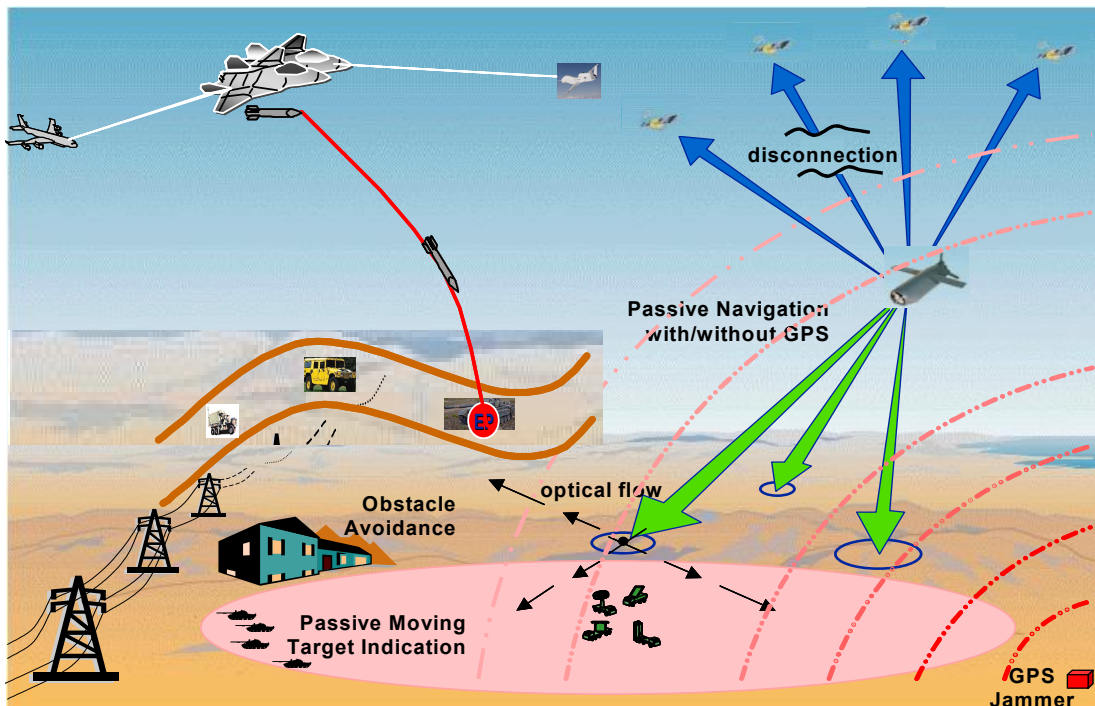 disconnection
Passive Navigation
with/without GPS
EP
optical flow
Obstacle
Avoidance
Passive Moving
Target Indication
GPS
Jammer